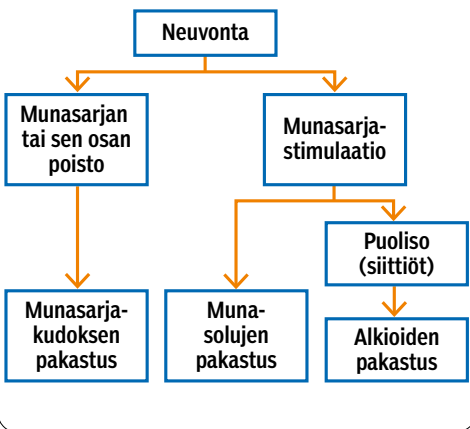 Neuvonta
Munasarjan
tai sen osan
poisto
Munasarja-
stimulaatio
Puoliso
(siittiöt)
Munasarja-
kudoksen
pakastus
Muna-
solujen
pakastus
Alkioiden
pakastus